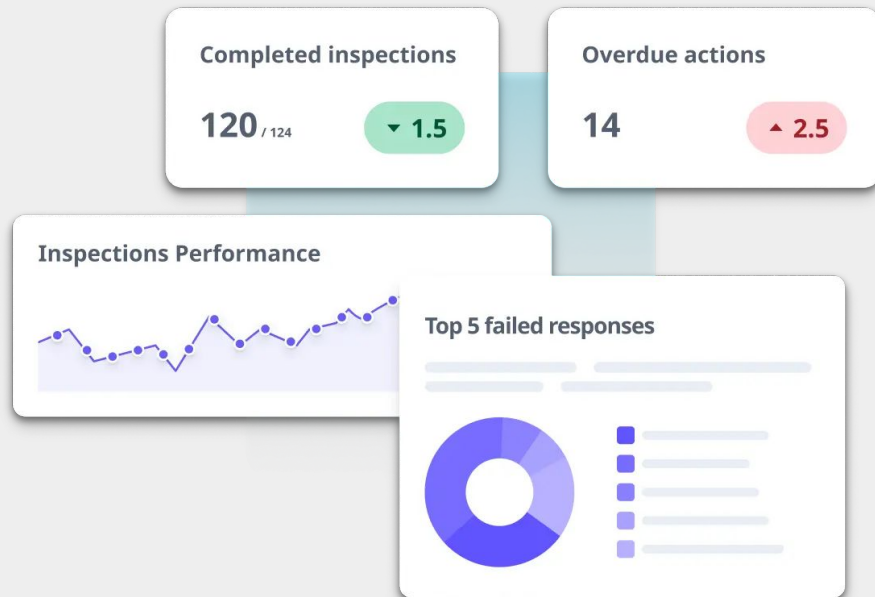 Completed inspections
120 / 124
▼ 1.5
Overdue actions
14
▲ 2.5
Inspections Performance
Top 5 failed responses